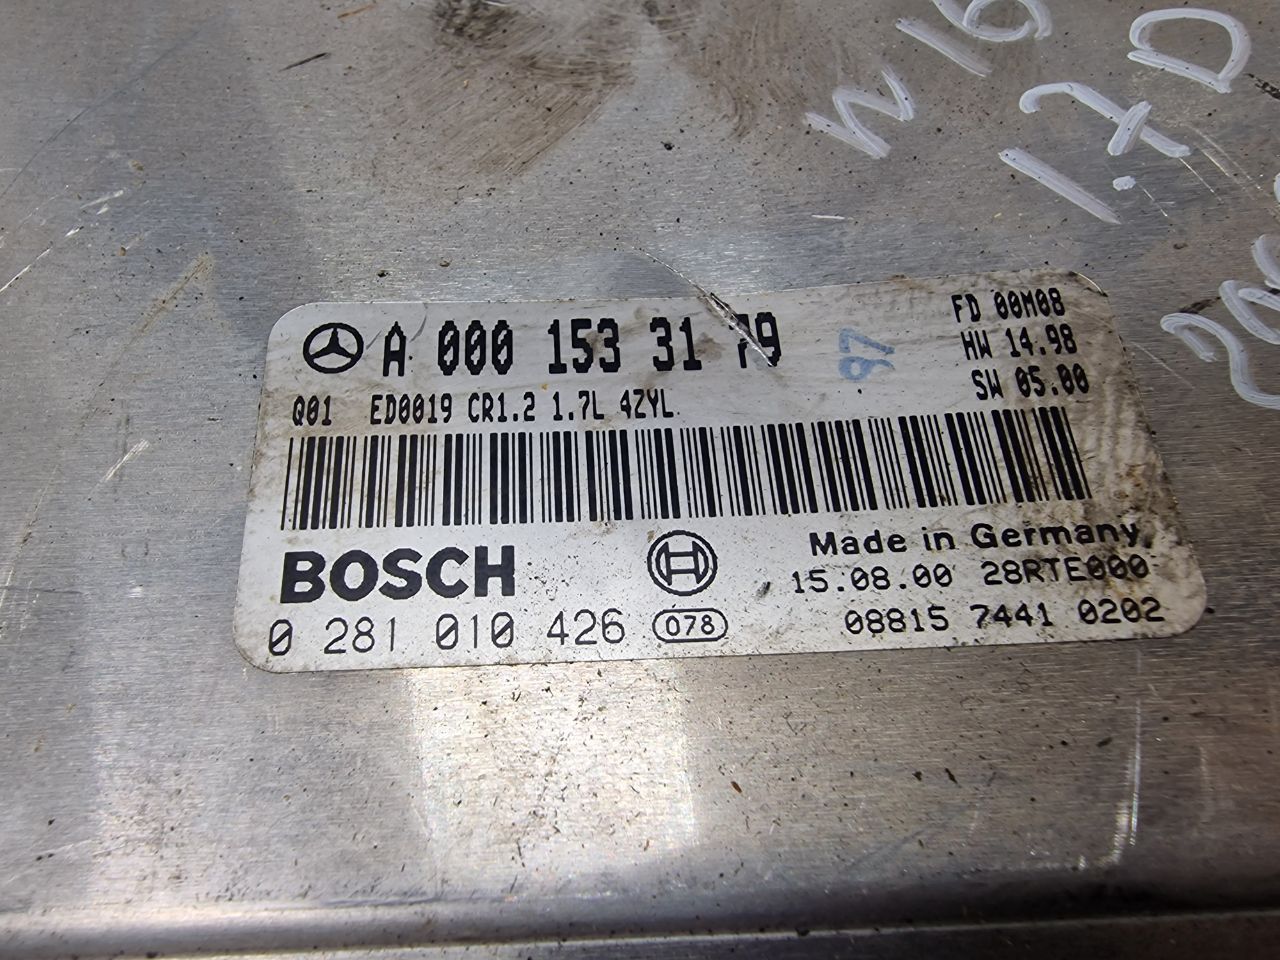 W 16
1.7D
A 000 153 31 79
FD 00M08
HW 14.98
SW 05.00
97
Q01 ED0019 CR1.2 1.7L 4ZYL
BOSCH
Made in Germany
15.08.00 28RTE000
0 281 010 426 078
08815 7441 0202